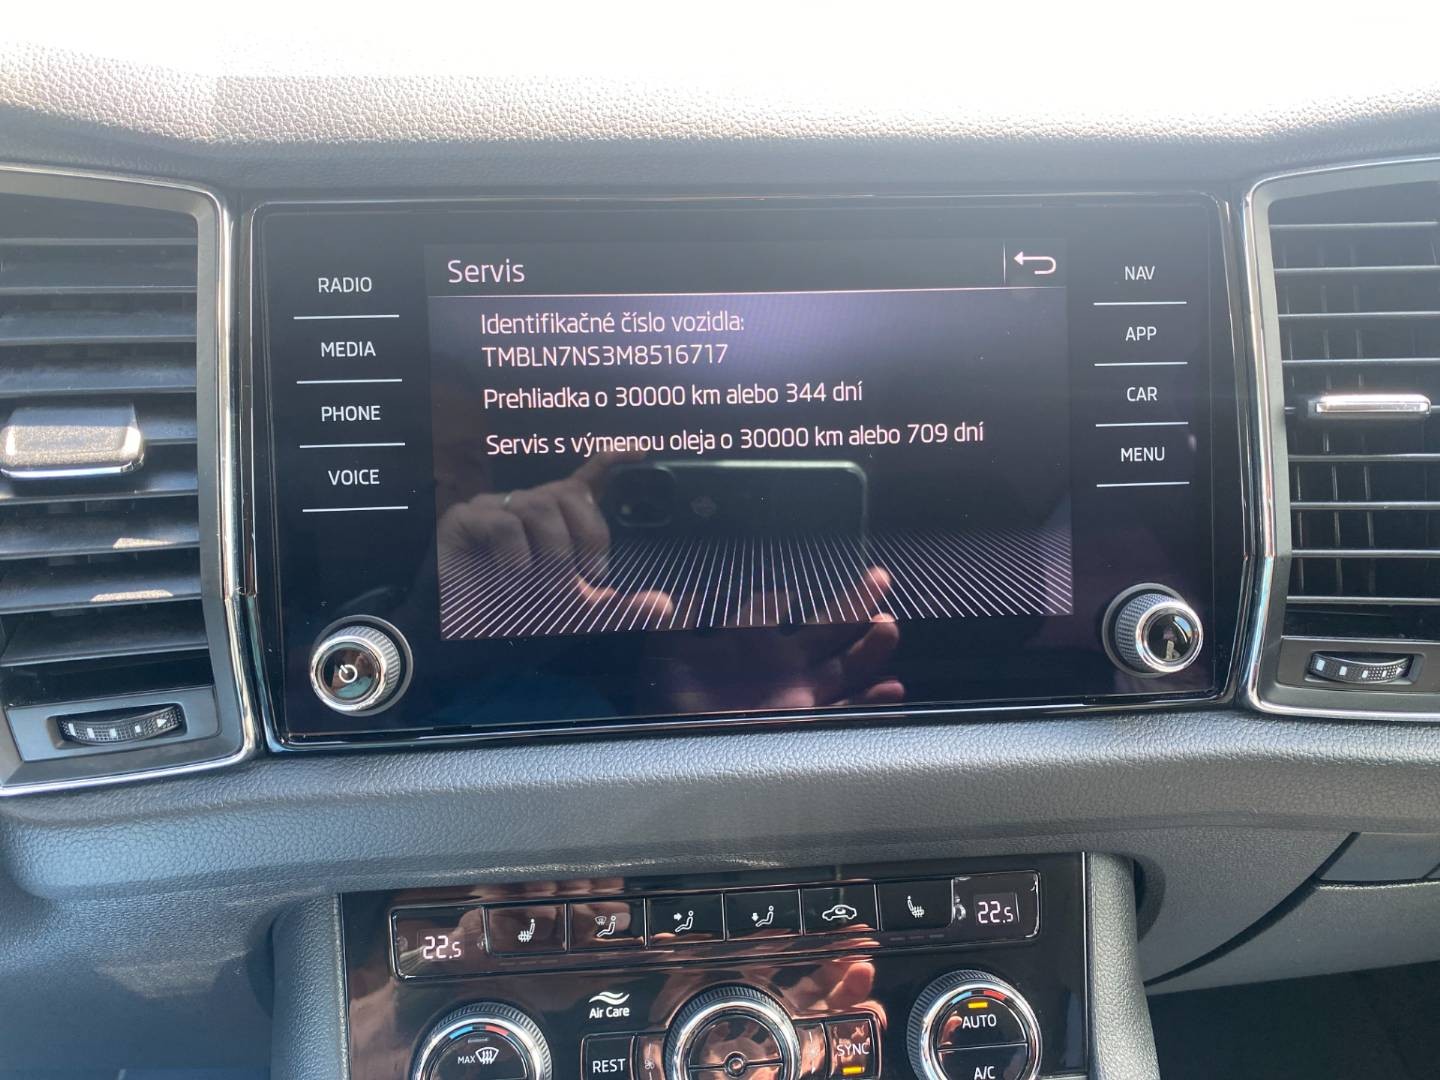 Servis
RADIO
MEDIA
PHONE
VOICE
Identifikačné číslo vozidla:
TMBLN7NS3M8516717
Prehliadka o 30000 km alebo 344 dní
Servis s výmenou oleja o 30000 km alebo 709 dní
NAV
APP
CAR
MENU
22.5
22.5
Air Care
MAX
REST
SYNC
AUTO
A/C